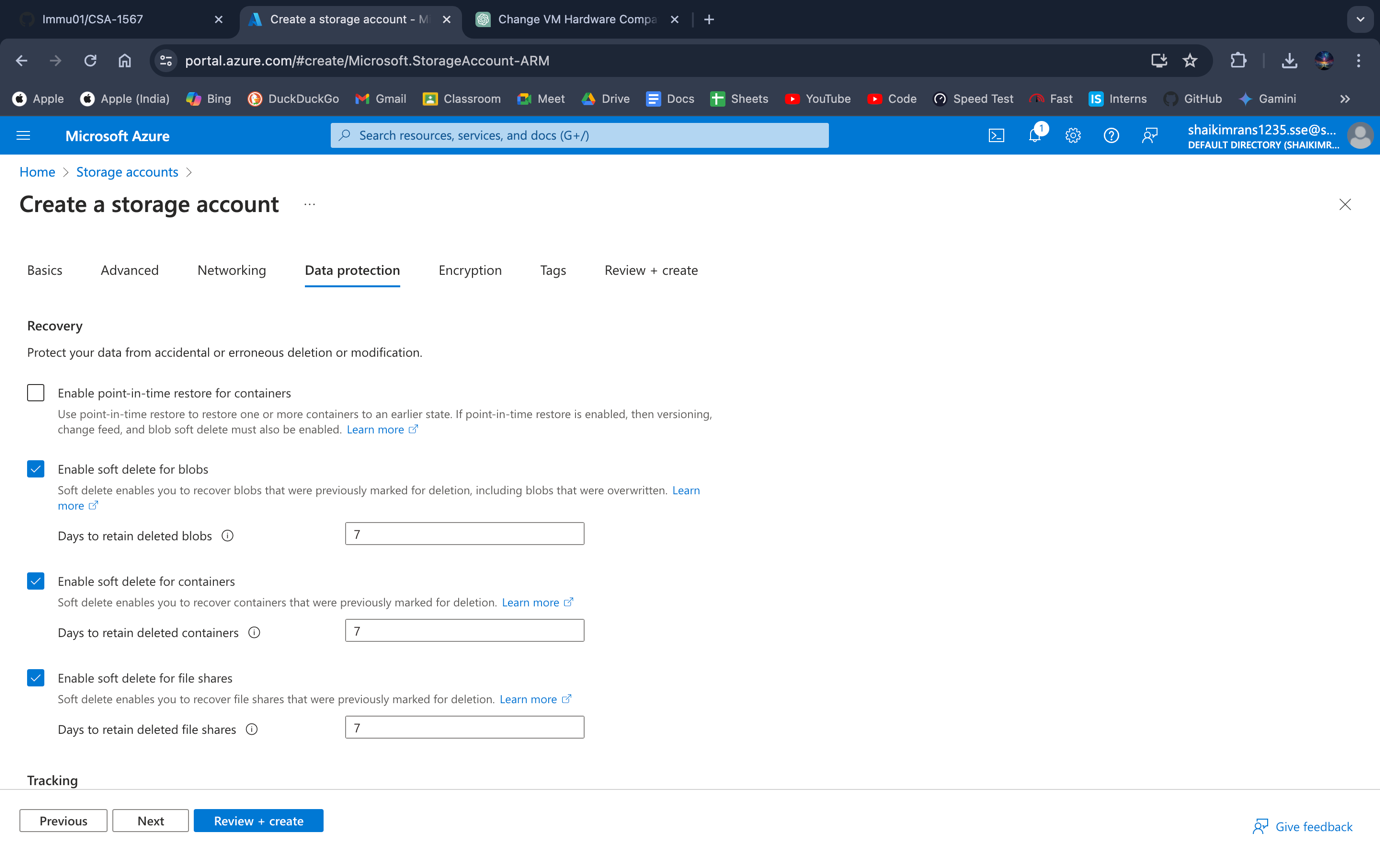 Immu01/CSA-1567
Create a storage account - Mi
Change VM Hardware Compa
portal.azure.com/#create/Microsoft.StorageAccount-ARM
Apple
Apple (India)
Bing
DuckDuckGo
Gmail
Classroom
Meet
Drive
Docs
Sheets
YouTube
Code
Speed Test
Fast
IS Interns
GitHub
Gamini
Microsoft Azure
Search resources, services, and docs (G+/)
1
shaikimrans1235.sse@s...
DEFAULT DIRECTORY (SHAIKIMR...
Home > Storage accounts >
Create a storage account ...
Basics
Advanced
Networking
Data protection
Encryption
Tags
Review + create
Recovery
Protect your data from accidental or erroneous deletion or modification.
Enable point-in-time restore for containers
Use point-in-time restore to restore one or more containers to an earlier state. If point-in-time restore is enabled, then versioning,
change feed, and blob soft delete must also be enabled. Learn more
Enable soft delete for blobs
Soft delete enables you to recover blobs that were previously marked for deletion, including blobs that were overwritten. Learn
more
Days to retain deleted blobs
7
Enable soft delete for containers
Soft delete enables you to recover containers that were previously marked for deletion. Learn more
Days to retain deleted containers
7
Enable soft delete for file shares
Soft delete enables you to recover file shares that were previously marked for deletion. Learn more
Days to retain deleted file shares
7
Tracking
Previous
Next
Review + create
Give feedback